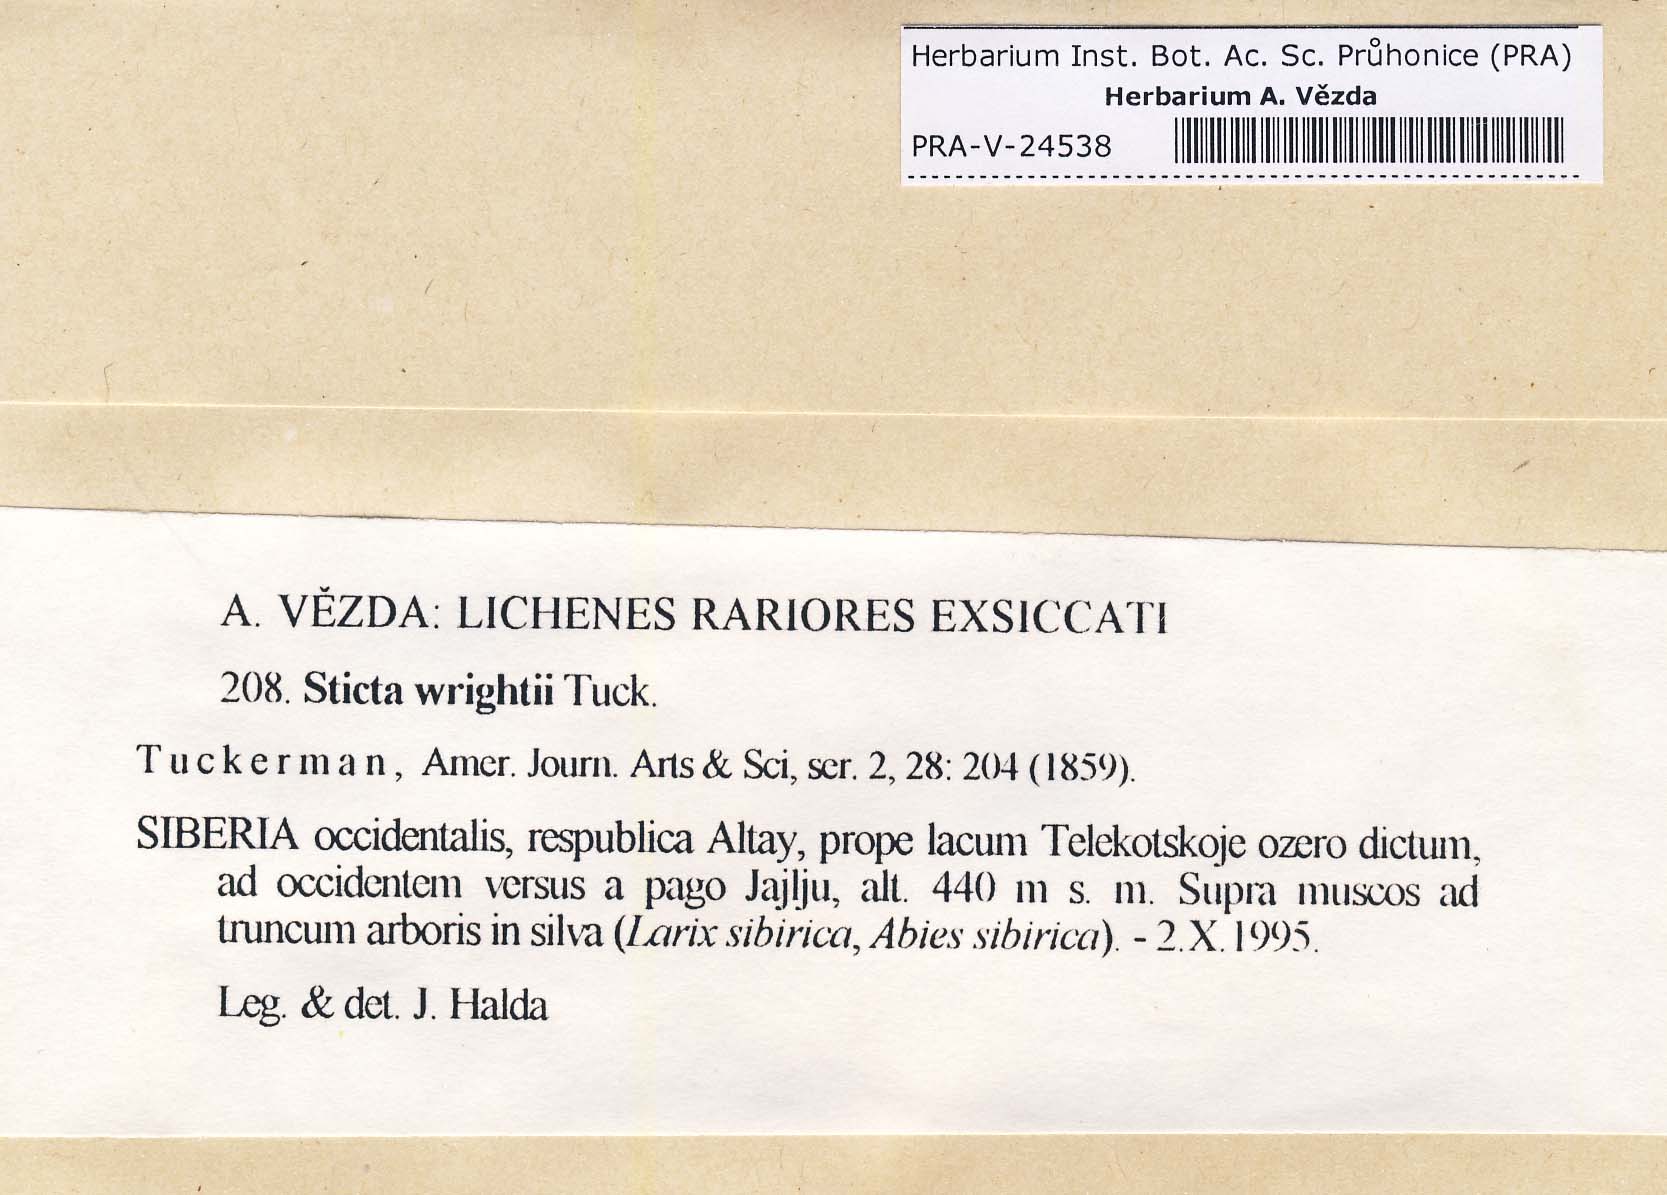 Herbarium Inst. Bot. Ac. Sc. Průhonice (PRA)
Herbarium A. Vězda
PRA-V-24538
A. VĚZDA: LICHENES RARIORES EXSICCATI
208. Sticta wrightii Tuck.
Tuckerman, Amer. Journ. Arts & Sci, ser. 2, 28: 204 (1859).
SIBERIA occidentalis, respublica Altay, prope lacum Telekotskoje ozero dictum,
ad occidentem versus a pago Jajlju, alt. 440 m s. m. Supra muscos ad
truncum arboris in silva (Larix sibirica, Abies sibirica). - 2.X.1995.
Leg. & det. J. Halda